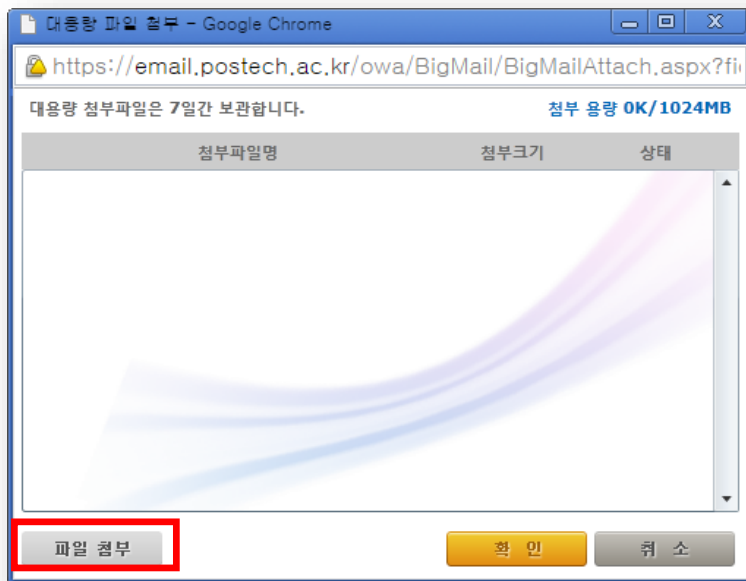 대용량 파일 첨부 - Google Chrome
https://email.postech.ac.kr/owa/BigMail/BigMailAttach.aspx?fi
대용량 첨부파일은 7일간 보관합니다. 첨부 용량 0K/1024MB
첨부파일명 첨부크기 상태
파일 첨부 확 인 취 소